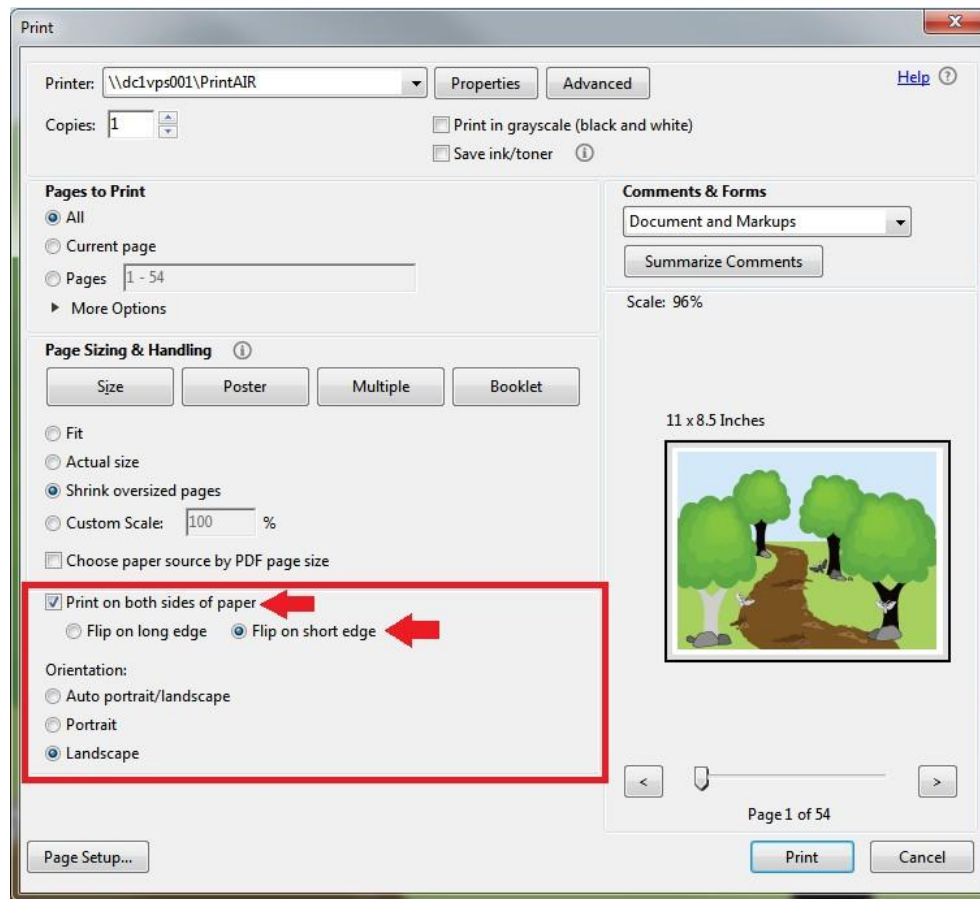 Print
Printer: \\dc1vps001\PrintAIR Properties Advanced Help
Copies: 1 Print in grayscale (black and white)
Save ink/toner
Pages to Print
All
Current page
Pages 1 - 54
More Options
Comments & Forms
Document and Markups
Summarize Comments
Scale: 96%
Page Sizing & Handling
Size Poster Multiple Booklet
Fit
Actual size
Shrink oversized pages
Custom Scale: 100 %
Choose paper source by PDF page size
Print on both sides of paper
Flip on long edge Flip on short edge
Orientation:
Auto portrait/landscape
Portrait
Landscape
11 x 8.5 Inches
< >
Page 1 of 54
Page Setup... Print Cancel